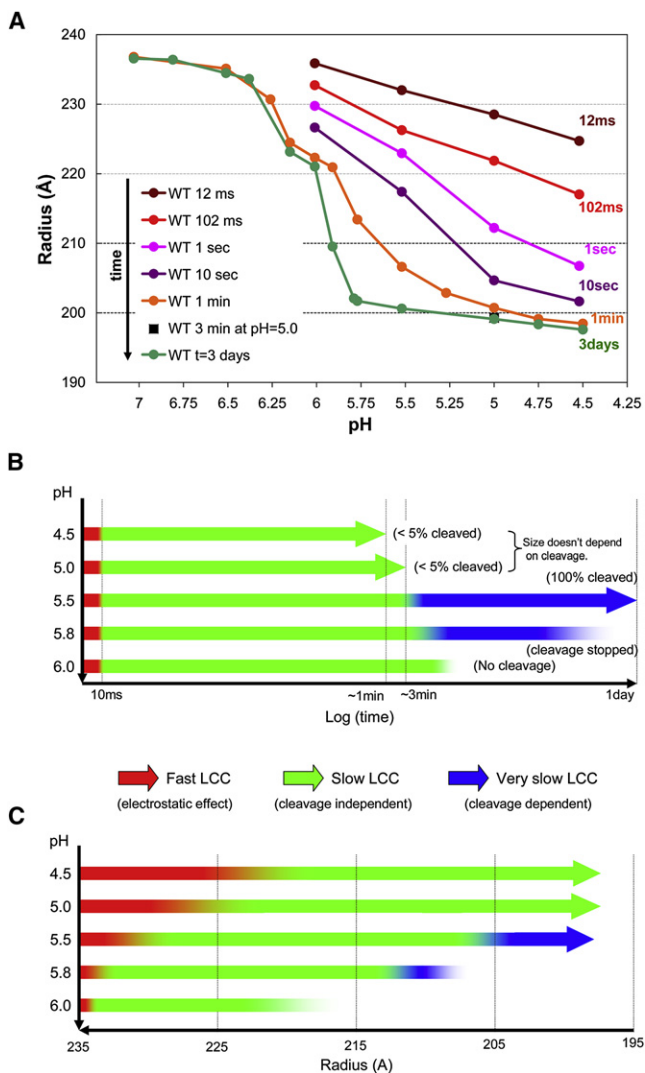 A
240
230
220
210
200
190
Radius (Å)
12ms
102ms
1sec
10sec
1min
3days
time
WT 12 ms
WT 102 ms
WT 1 sec
WT 10 sec
WT 1 min
WT 3 min at pH=5.0
WT t=3 days
7 6.75 6.5 6.25 6 5.75 5.5 5.25 5 4.75 4.5 4.25
pH
B
pH
4.5 (< 5% cleaved)
Size doesn't depend
on cleavage.
5.0 (< 5% cleaved)
(100% cleaved)
5.5
5.8
(cleavage stopped)
6.0 (No cleavage)
10ms ~1min ~3min 1day
Log (time)
Fast LCC Slow LCC Very slow LCC
(electrostatic effect) (cleavage independent) (cleavage dependent)
C
pH
4.5
5.0
5.5
5.8
6.0
235 225 215 205 195
Radius (A)